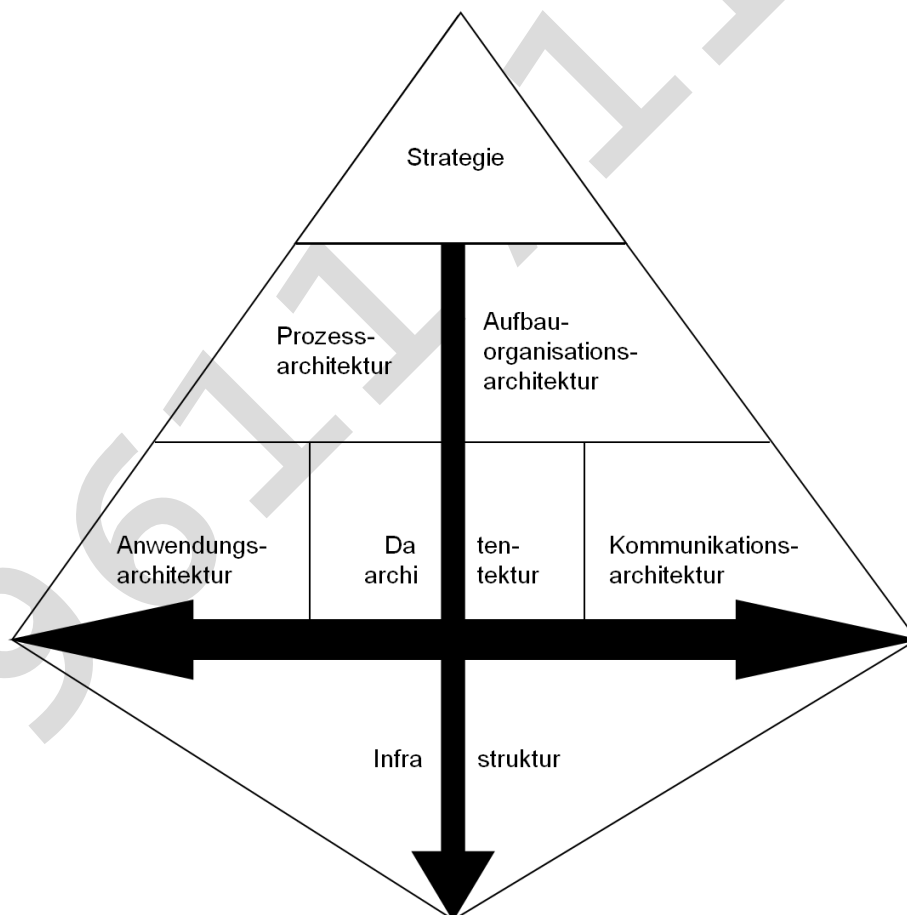 Strategie
Prozess-
architektur
Aufbau-
organisations-
architektur
Anwendungs-
architektur
Da ten-
archi tektur
Kommunikations-
architektur
Infra struktur